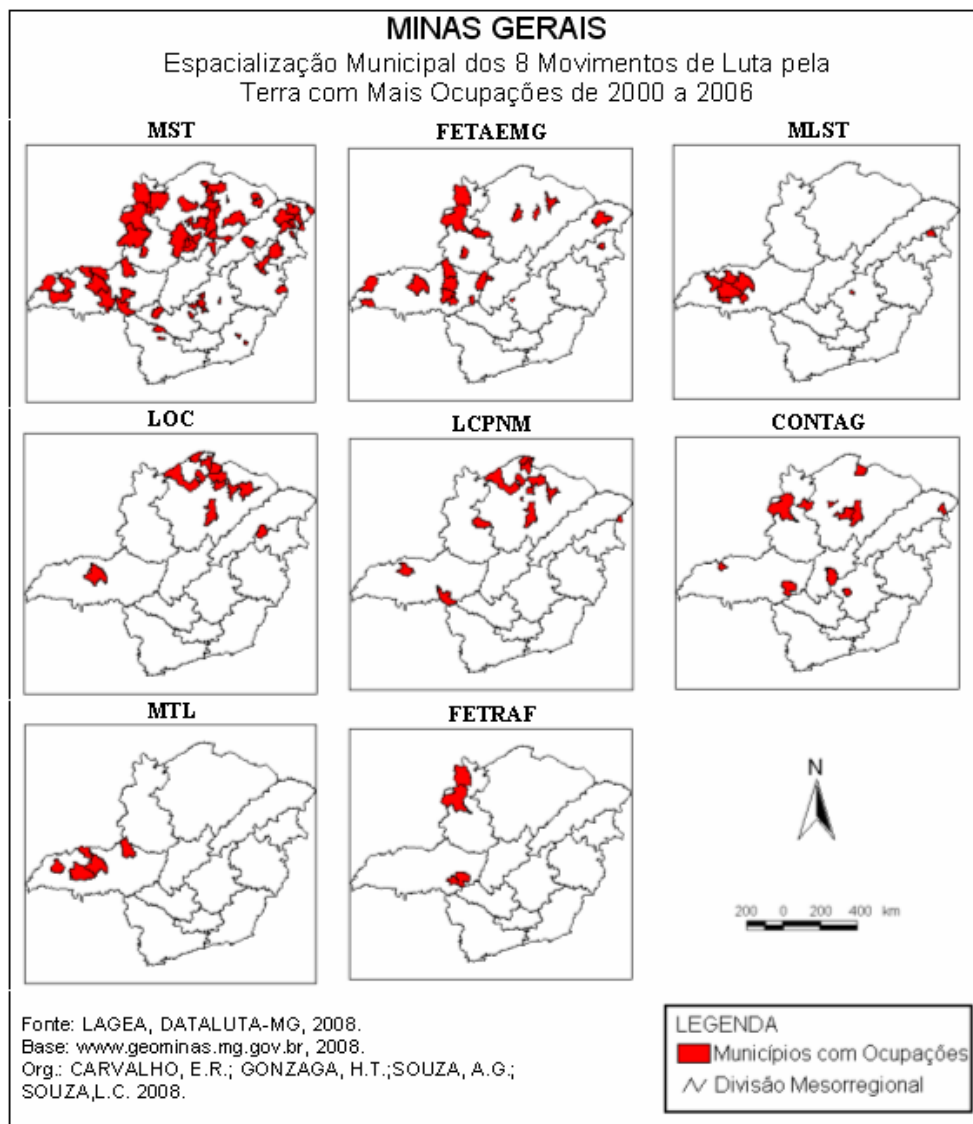 MINAS GERAIS
Espacialização Municipal dos 8 Movimentos de Luta pela
Terra com Mais Ocupações de 2000 a 2006
MST
FETAEMG
MLST
LOC
LCPNM
CONTAG
MTL
FETRAF
N
200 0 200 400 km
Fonte: LAGEA, DATALUTA-MG, 2008.
Base: www.geominas.mg.gov.br, 2008.
Org.: CARVALHO, E.R.; GONZAGA, H.T.;SOUZA, A.G.;
SOUZA,L.C. 2008.
LEGENDA
Municípios com Ocupações
Divisão Mesorregional